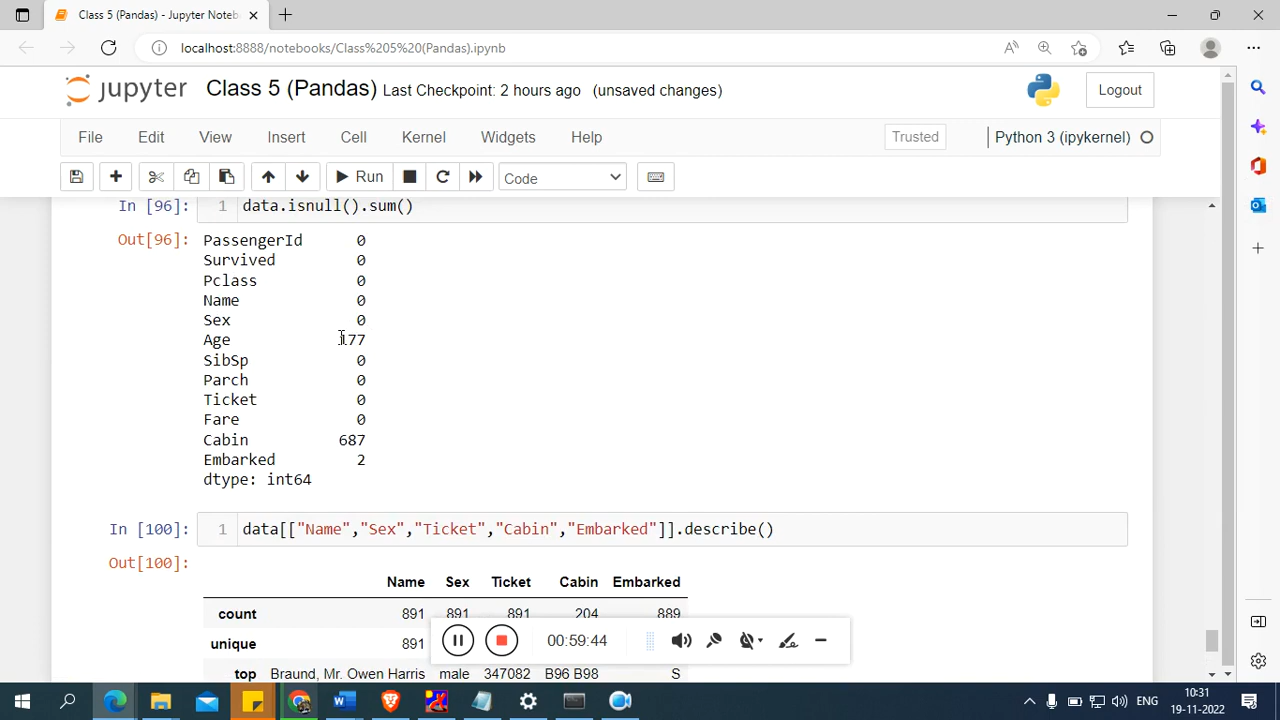 Class 5 (Pandas) - Jupyter Noteb
localhost:8888/notebooks/Class%205%20(Pandas).ipynb
jupyter Class 5 (Pandas) Last Checkpoint: 2 hours ago (unsaved changes)
Logout
File Edit View Insert Cell Kernel Widgets Help
Trusted
Python 3 (ipykernel)
Run
Code
In [96]: 1 data.isnull().sum()
Out[96]: PassengerId 0
Survived 0
Pclass 0
Name 0
Sex 0
Age 177
SibSp 0
Parch 0
Ticket 0
Fare 0
Cabin 687
Embarked 2
dtype: int64
In [100]: 1 data[["Name","Sex","Ticket","Cabin","Embarked"]].describe()
Out[100]:
Name Sex Ticket Cabin Embarked
count 891 891 891 204 889
unique 891
00:59:44
top Braund, Mr. Owen Harris male 347082 B96 B98 S
ENG
10:31
19-11-2022